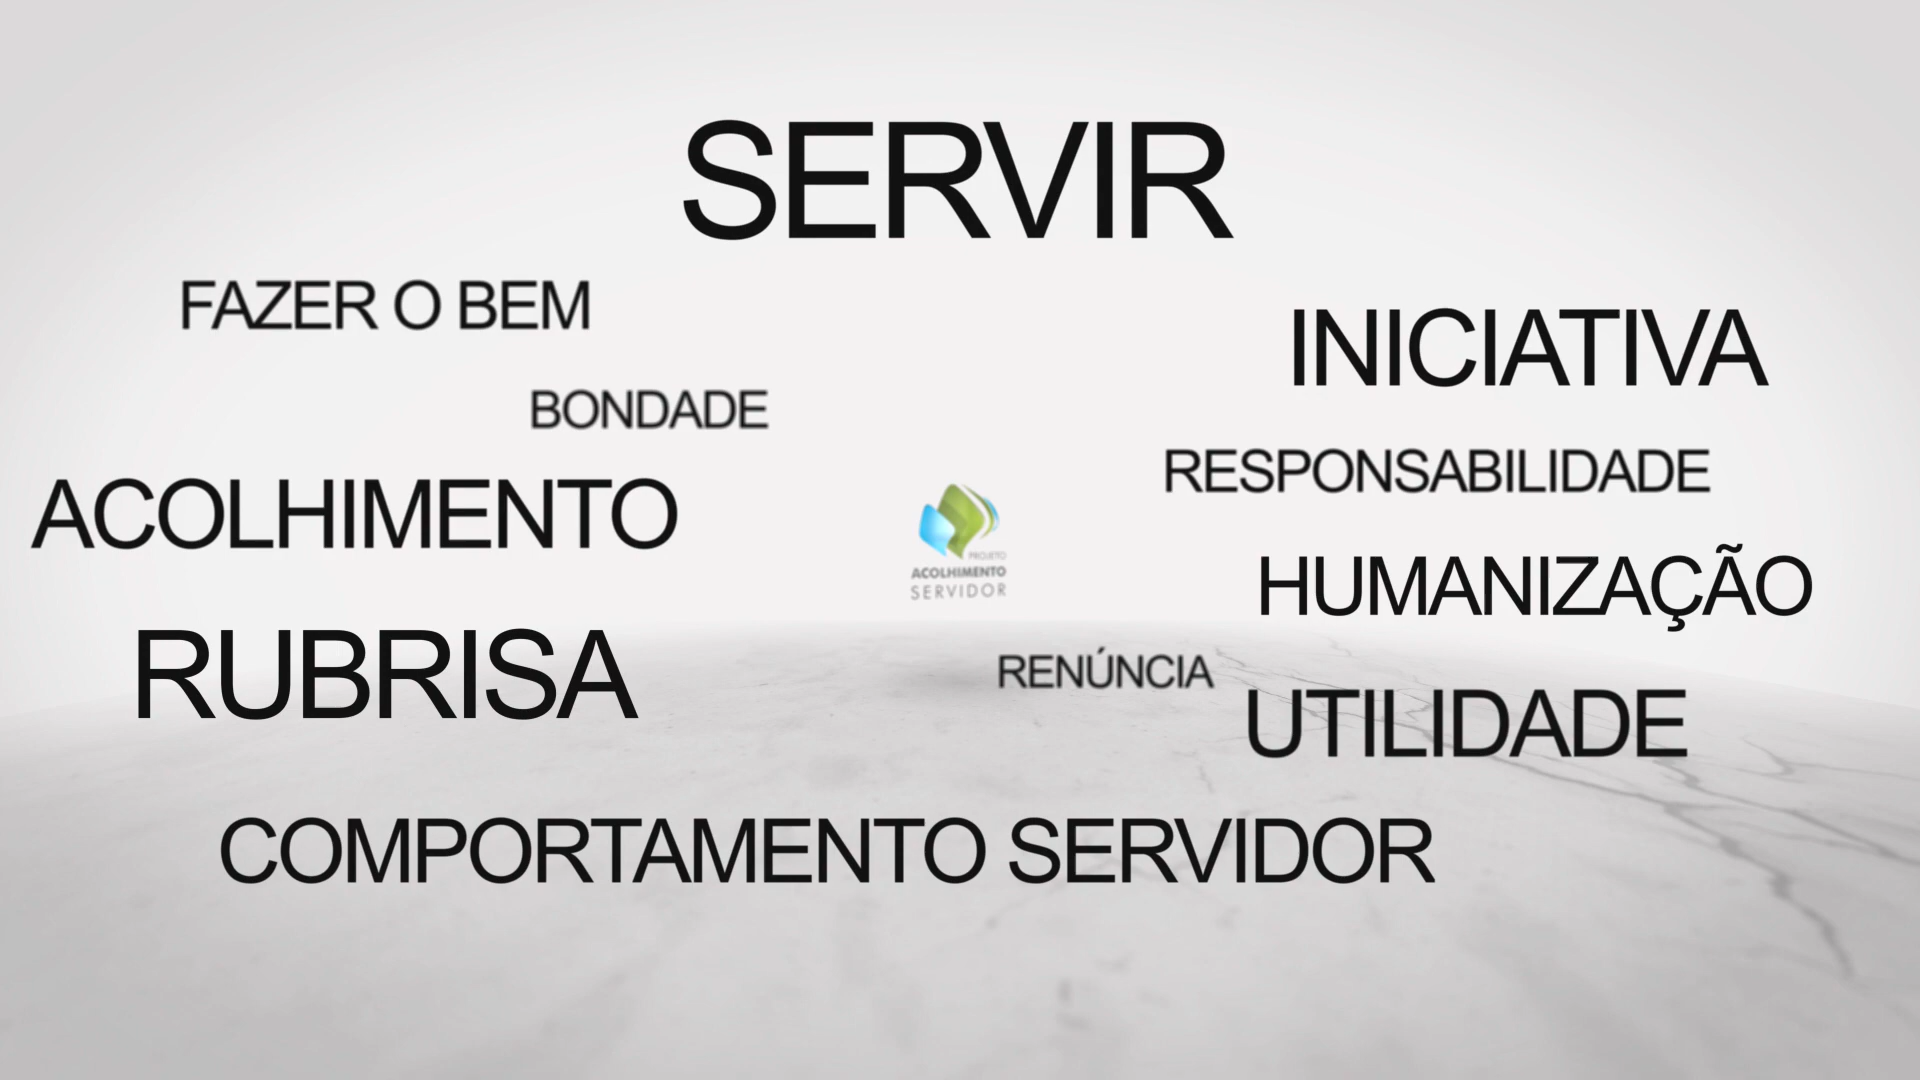 SERVIR
FAZER O BEM
INICIATIVA
BONDADE
RESPONSABILIDADE
ACOLHIMENTO
PROJETO
ACOLHIMENTO
SERVIDOR
HUMANIZAÇÃO
RUBRISA
RENÚNCIA
UTILIDADE
COMPORTAMENTO SERVIDOR